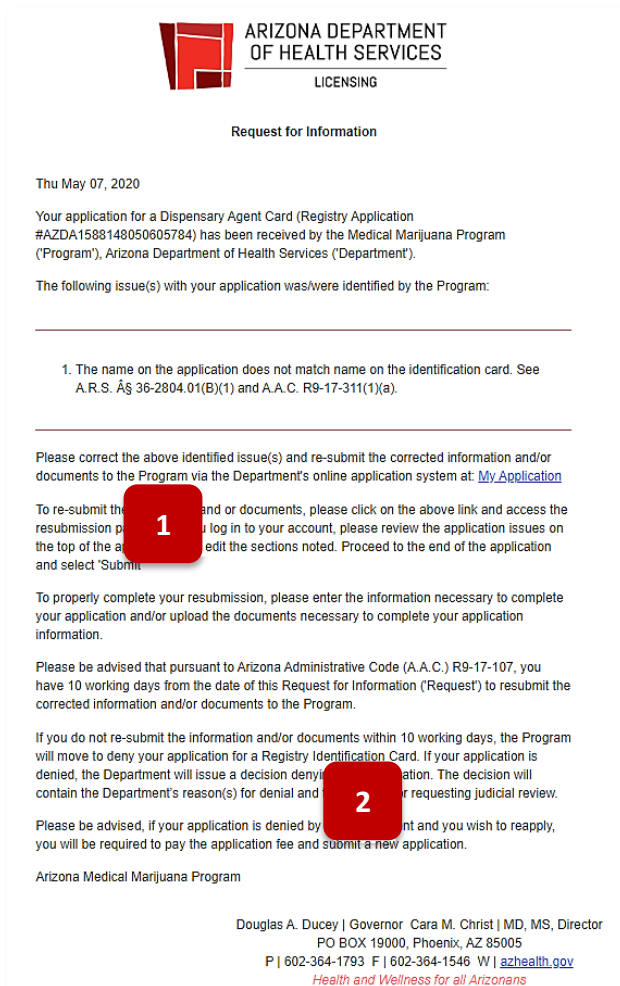 ARIZONA DEPARTMENT
OF HEALTH SERVICES
LICENSING
Request for Information
Thu May 07, 2020
Your application for a Dispensary Agent Card (Registry Application
#AZDA1588148050605784) has been received by the Medical Marijuana Program
('Program'), Arizona Department of Health Services ('Department').
The following issue(s) with your application was/were identified by the Program:
1. The name on the application does not match name on the identification card. See
A.R.S. Â§ 36-2804.01(B)(1) and A.A.C. R9-17-311(1)(a).
Please correct the above identified issue(s) and re-submit the corrected information and/or
documents to the Program via the Department's online application system at: My Application
To re-submit the and or documents, please click on the above link and access the
resubmission log in to your account, please review the application issues on
the top of the edit the sections noted. Proceed to the end of the application
and select 'Submit
1
To properly complete your resubmission, please enter the information necessary to complete
your application and/or upload the documents necessary to complete your application
information.
Please be advised that pursuant to Arizona Administrative Code (A.A.C.) R9-17-107, you
have 10 working days from the date of this Request for Information ('Request') to resubmit the
corrected information and/or documents to the Program.
If you do not re-submit the information and/or documents within 10 working days, the Program
will move to deny your application for a Registry Identification Card. If your application is
denied, the Department will issue a decision The decision will
contain the Department's reason(s) for denial and requesting judicial review.
2
Please be advised, if your application is denied by and you wish to reapply,
you will be required to pay the application fee and submit a new application.
Arizona Medical Marijuana Program
Douglas A. Ducey | Governor Cara M. Christ | MD, MS, Director
PO BOX 19000, Phoenix, AZ 85005
P | 602-364-1793 F | 602-364-1546 W | azhealth.gov
Health and Wellness for all Arizonans